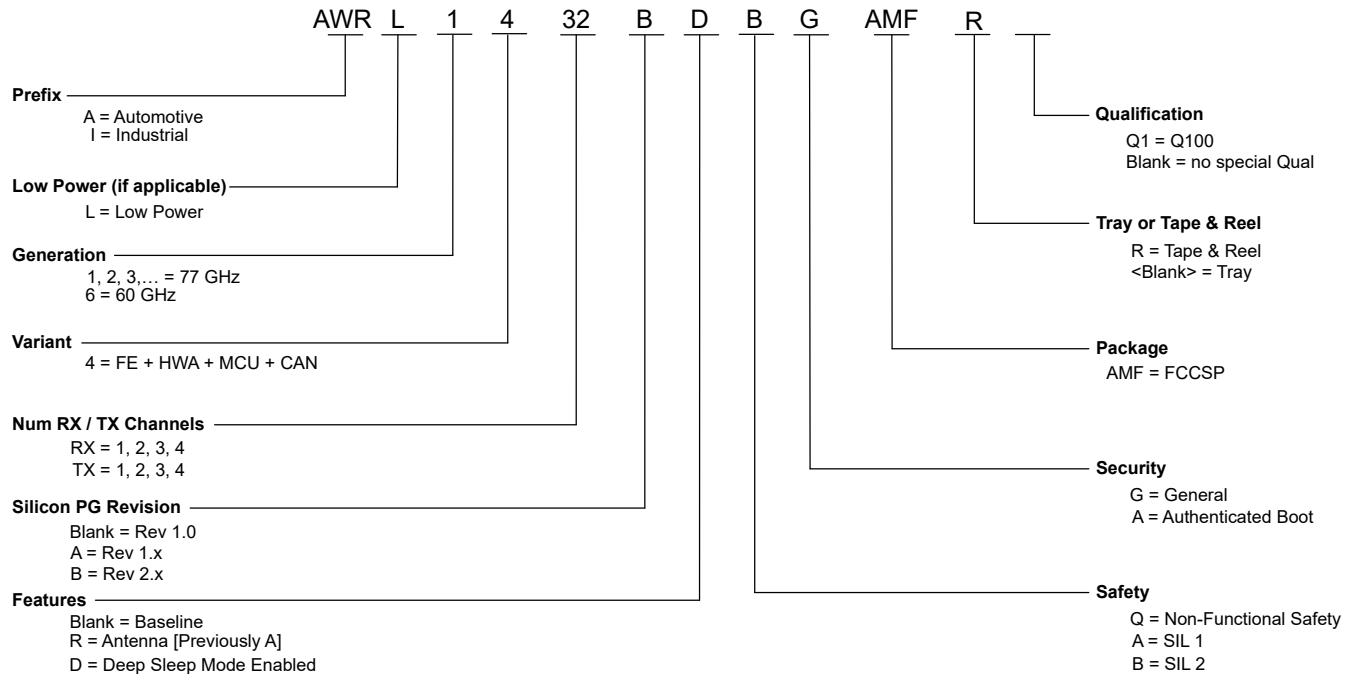 AWR L 1 4 32 B D B G AMF R
Prefix
A = Automotive
I = Industrial
Low Power (if applicable)
L = Low Power
Generation
1, 2, 3,… = 77 GHz
6 = 60 GHz
Variant
4 = FE + HWA + MCU + CAN
Num RX / TX Channels
RX = 1, 2, 3, 4
TX = 1, 2, 3, 4
Silicon PG Revision
Blank = Rev 1.0
A = Rev 1.x
B = Rev 2.x
Features
Blank = Baseline
R = Antenna [Previously A]
D = Deep Sleep Mode Enabled
Qualification
Q1 = Q100
Blank = no special Qual
Tray or Tape & Reel
R = Tape & Reel
<Blank> = Tray
Package
AMF = FCCSP
Security
G = General
A = Authenticated Boot
Safety
Q = Non-Functional Safety
A = SIL 1
B = SIL 2